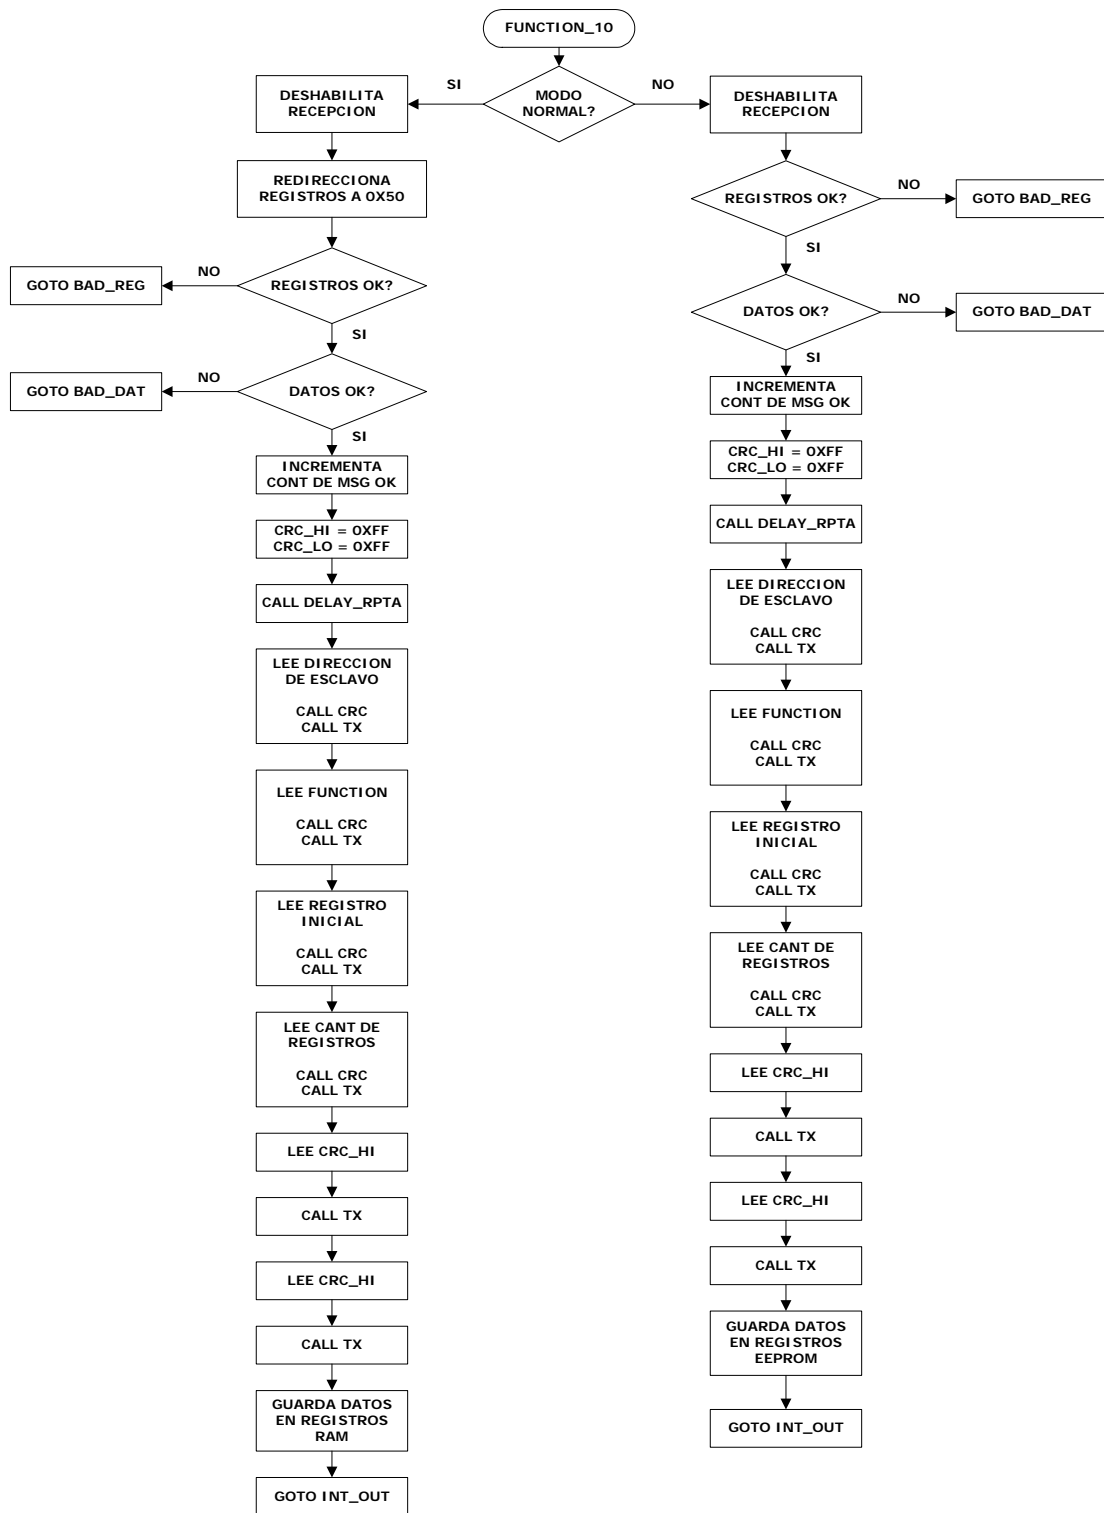 FUNCTION_10
MODO
NORMAL?
SI
NO
DESHABILITA
RECEPCION
REDIRECCIONA
REGISTROS A 0X50
REGISTROS OK?
NO
GOTO BAD_REG
SI
DATOS OK?
NO
GOTO BAD_DAT
SI
INCREMENTA
CONT DE MSG OK
CRC_HI = 0XFF
CRC_LO = 0XFF
CALL DELAY_RPTA
LEE DIRECCION
DE ESCLAVO
CALL CRC
CALL TX
LEE FUNCTION
CALL CRC
CALL TX
LEE REGISTRO
INICIAL
CALL CRC
CALL TX
LEE CANT DE
REGISTROS
CALL CRC
CALL TX
LEE CRC_HI
CALL TX
LEE CRC_HI
CALL TX
GUARDA DATOS
EN REGISTROS
RAM
GOTO INT_OUT
DESHABILITA
RECEPCION
REGISTROS OK?
NO
GOTO BAD_REG
SI
DATOS OK?
NO
GOTO BAD_DAT
SI
INCREMENTA
CONT DE MSG OK
CRC_HI = 0XFF
CRC_LO = 0XFF
CALL DELAY_RPTA
LEE DIRECCION
DE ESCLAVO
CALL CRC
CALL TX
LEE FUNCTION
CALL CRC
CALL TX
LEE REGISTRO
INICIAL
CALL CRC
CALL TX
LEE CANT DE
REGISTROS
CALL CRC
CALL TX
LEE CRC_HI
CALL TX
LEE CRC_HI
CALL TX
GUARDA DATOS
EN REGISTROS
EEPROM
GOTO INT_OUT